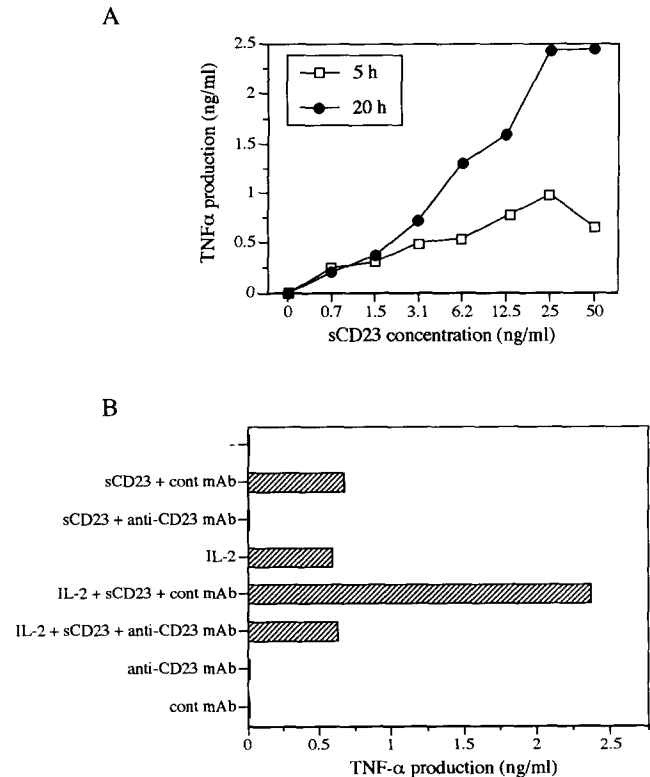 A
TNFα production (ng/ml)
2.5
2
1.5
1
0.5
0
5 h
20 h
0 0.7 1.5 3.1 6.2 12.5 25 50
sCD23 concentration (ng/ml)
B
-
sCD23 + cont mAb
sCD23 + anti-CD23 mAb
IL-2
IL-2 + sCD23 + cont mAb
IL-2 + sCD23 + anti-CD23 mAb
anti-CD23 mAb
cont mAb
0 0.5 1 1.5 2 2.5
TNF-α production (ng/ml)